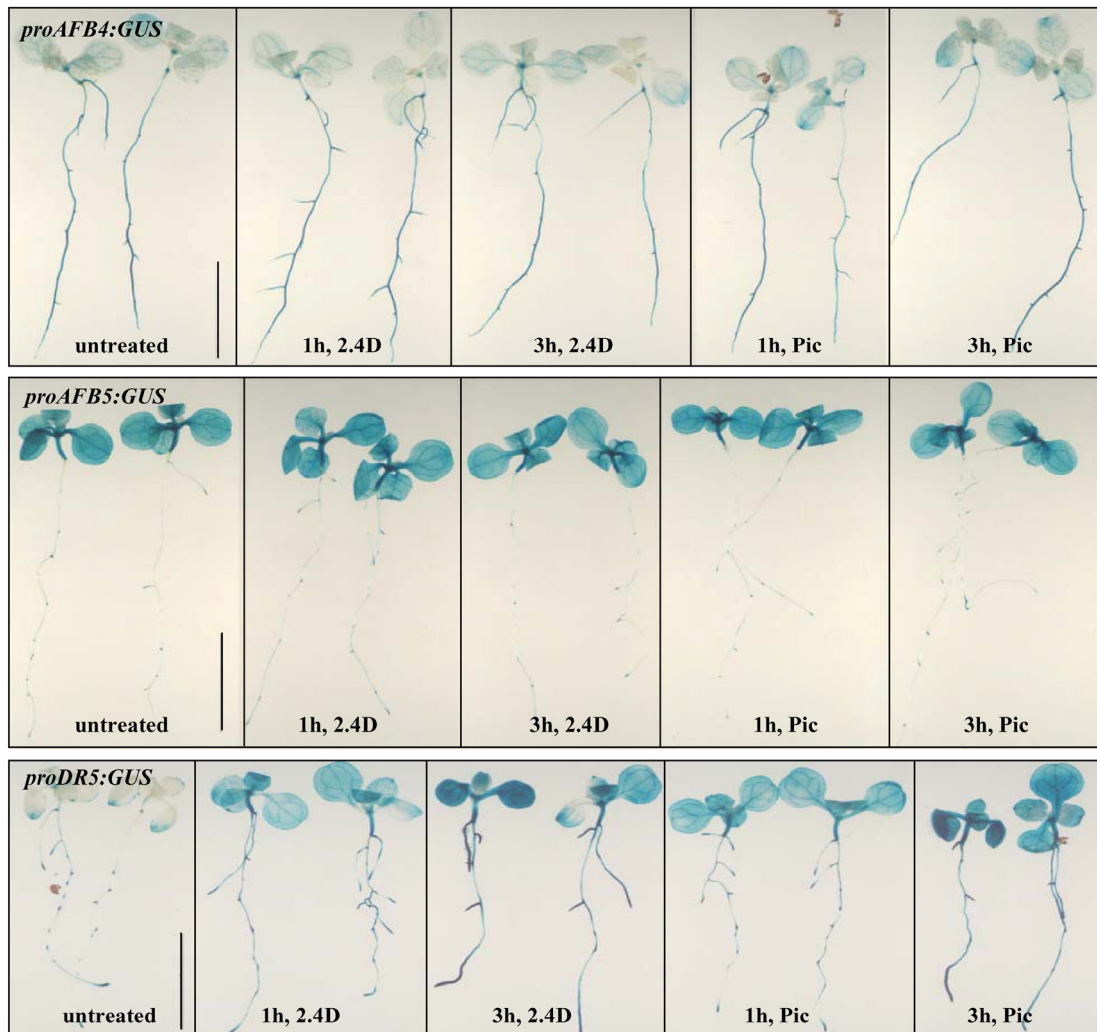 proAFB4:GUS
untreated
1h, 2.4D
3h, 2.4D
1h, Pic
3h, Pic
proAFB5:GUS
untreated
1h, 2.4D
3h, 2.4D
1h, Pic
3h, Pic
proDR5:GUS
untreated
1h, 2.4D
3h, 2.4D
1h, Pic
3h, Pic